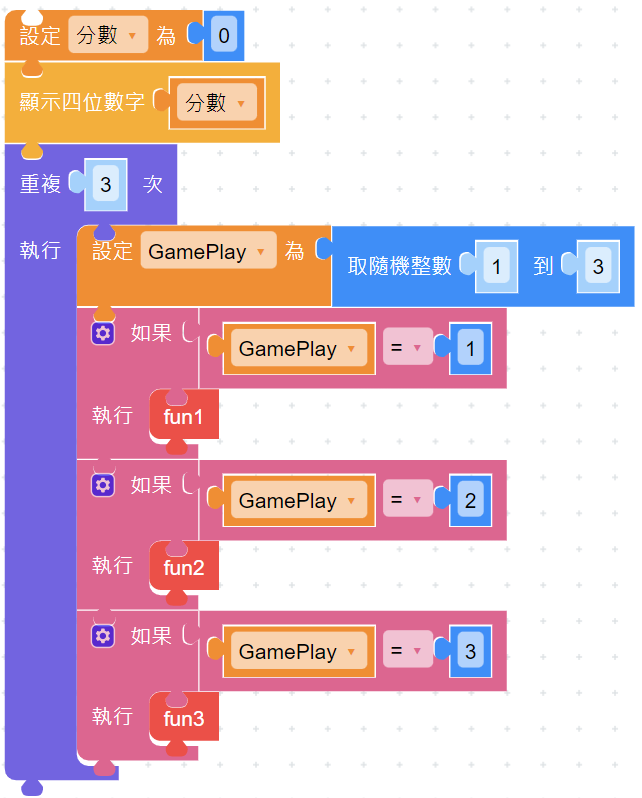 設定 分數 為 0
顯示四位數字 分數
重複 3 次
執行 設定 GamePlay 為 取隨機整數 1 到 3
如果 GamePlay = 1
執行 fun1
如果 GamePlay = 2
執行 fun2
如果 GamePlay = 3
執行 fun3